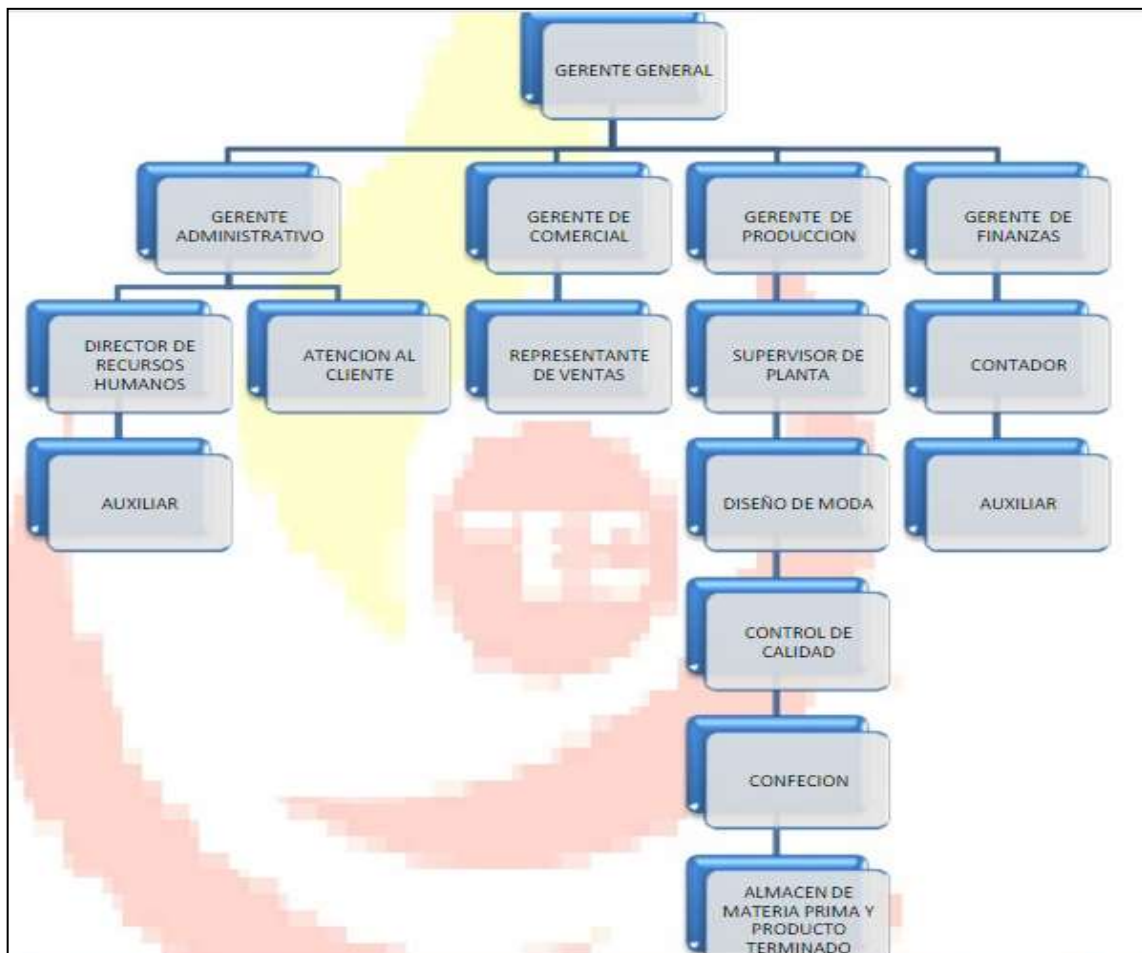 GERENTE GENERAL
GERENTE
ADMINISTRATIVO
GERENTE DE
COMERCIAL
GERENTE DE
PRODUCCION
GERENTE DE
FINANZAS
DIRECTOR DE
RECURSOS
HUMANOS
ATENCION AL
CLIENTE
REPRESENTANTE
DE VENTAS
SUPERVISOR DE
PLANTA
CONTADOR
AUXILIAR
DISEÑO DE MODA
AUXILIAR
CONTROL DE
CALIDAD
CONFECION
ALMACEN DE
MATERIA PRIMA Y
PRODUCTO
TERMINADO